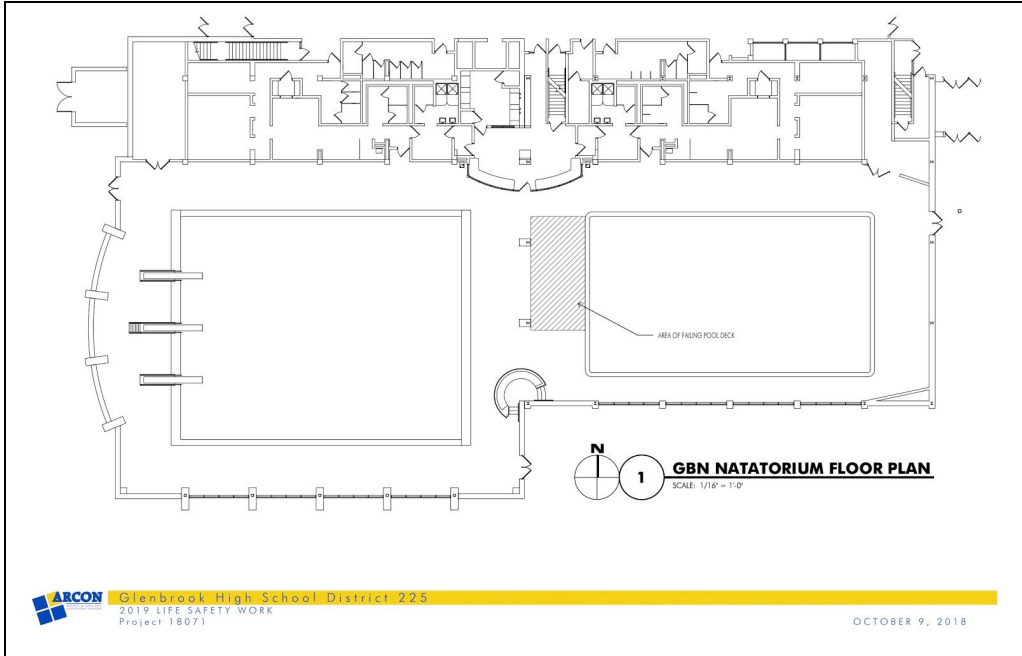 AREA OF FAILING POOL DECK
N
1
GBN NATATORIUM FLOOR PLAN
SCALE: 1/16" = 1'-0"
ARCON
Glenbrook High School District 225
2019 LIFE SAFETY WORK
Project 18071
OCTOBER 9, 2018